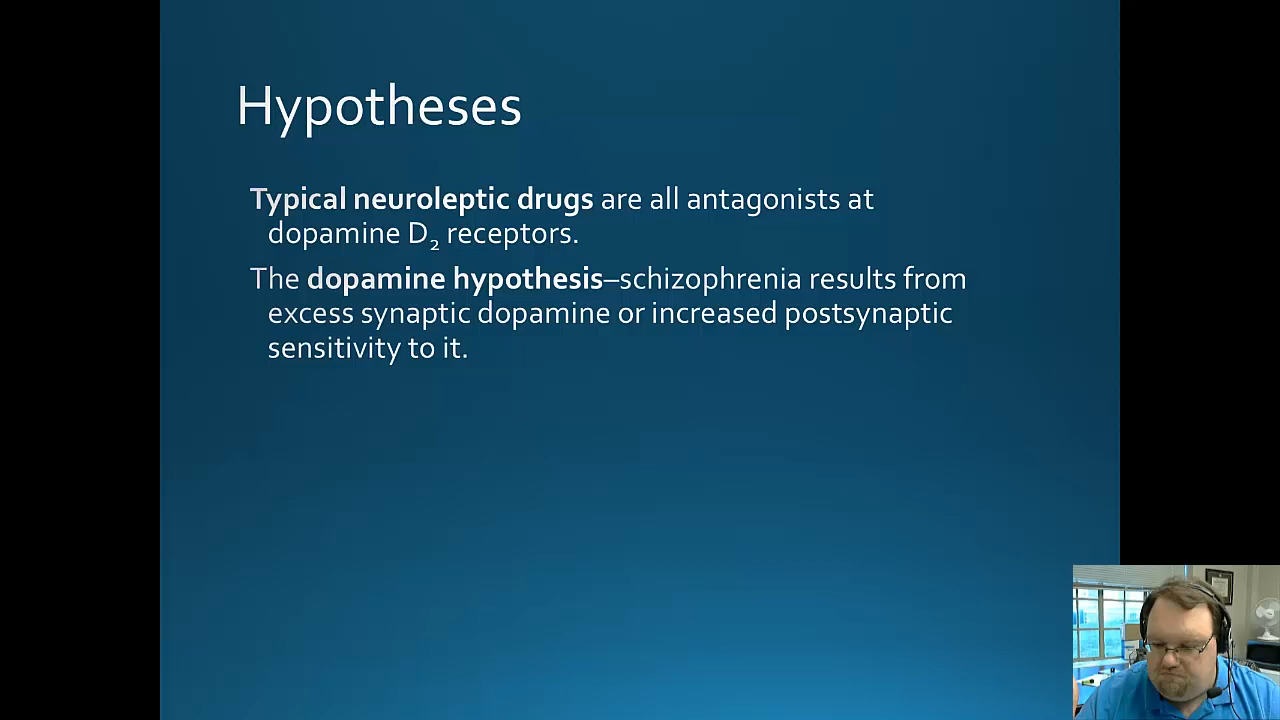 Hypotheses
Typical neuroleptic drugs are all antagonists at
dopamine D₂ receptors.
The dopamine hypothesis–schizophrenia results from
excess synaptic dopamine or increased postsynaptic
sensitivity to it.